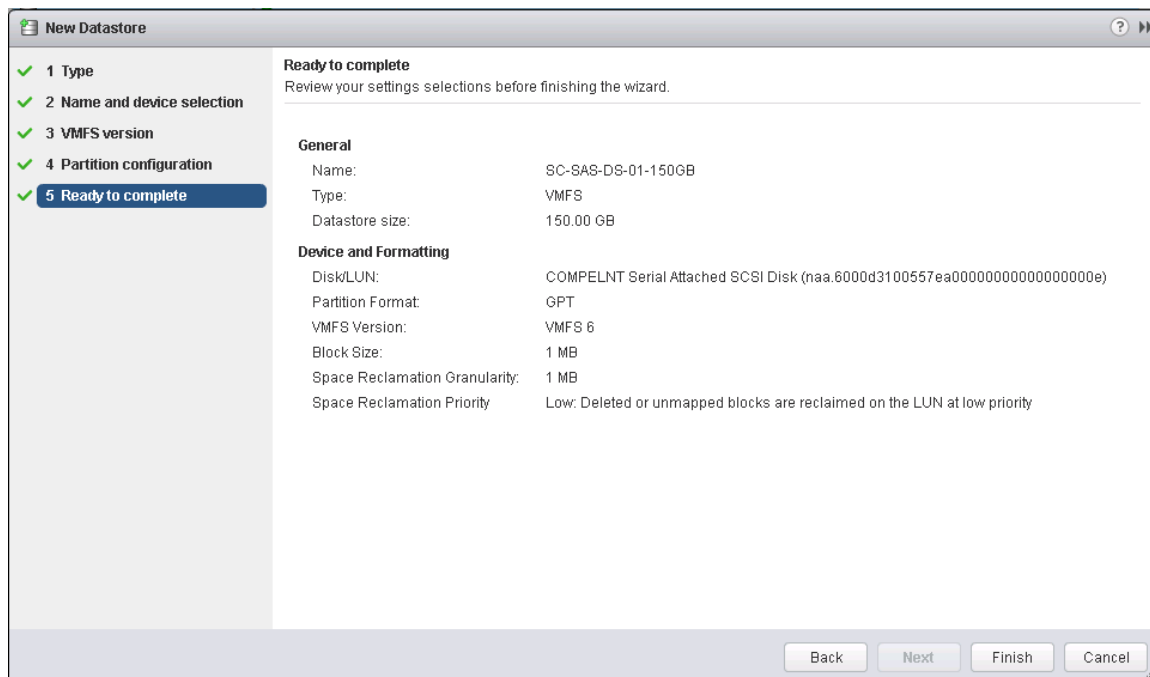 New Datastore
?
1 Type
2 Name and device selection
3 VMFS version
4 Partition configuration
5 Ready to complete
Ready to complete
Review your settings selections before finishing the wizard.
General
Name: SC-SAS-DS-01-150GB
Type: VMFS
Datastore size: 150.00 GB
Device and Formatting
Disk/LUN: COMPELNT Serial Attached SCSI Disk (naa.6000d3100557ea00000000000000000e)
Partition Format: GPT
VMFS Version: VMFS 6
Block Size: 1 MB
Space Reclamation Granularity: 1 MB
Space Reclamation Priority Low: Deleted or unmapped blocks are reclaimed on the LUN at low priority
Back Next Finish Cancel